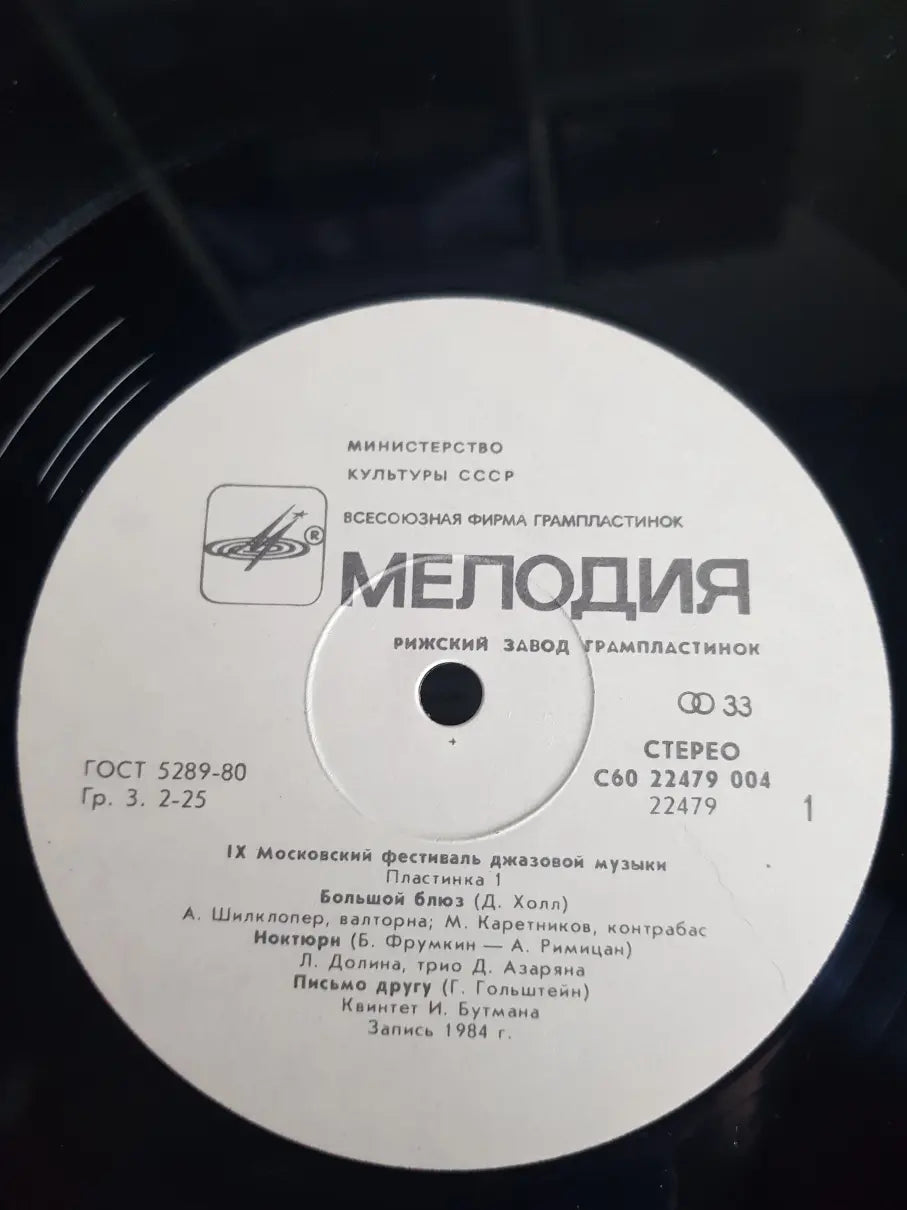 МИНИСТЕРСТВО
КУЛЬТУРЫ СССР
ВСЕСОЮЗНАЯ ФИРМА ГРАМПЛАСТИНОК
®
МЕЛОДИЯ
РИЖСКИЙ ЗАВОД ГРАМПЛАСТИНОК
33
СТЕРЕО
ГОСТ 5289-80
С60 22479 004
Гр. 3. 2-25
22479
1
IX Московский фестиваль джазовой музыки
Пластинка 1
Большой блюз (Д. Холл)
А. Шилклопер, валторна; М. Каретников, контрабас
Ноктюрн (Б. Фрумкин — А. Римицан)
Л. Долина, трио Д. Азаряна
Письмо другу (Г. Гольштейн)
Квинтет И. Бутмана
Запись 1984 г.